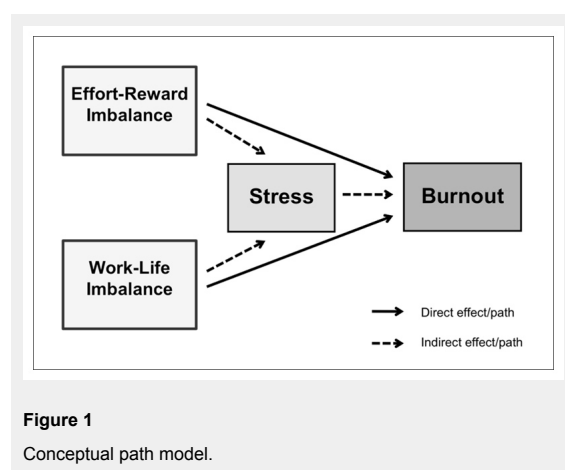 Effort-Reward
Imbalance
Stress
Burnout
Work-Life
Imbalance
Direct effect/path
Indirect effect/path
Figure 1
Conceptual path model.